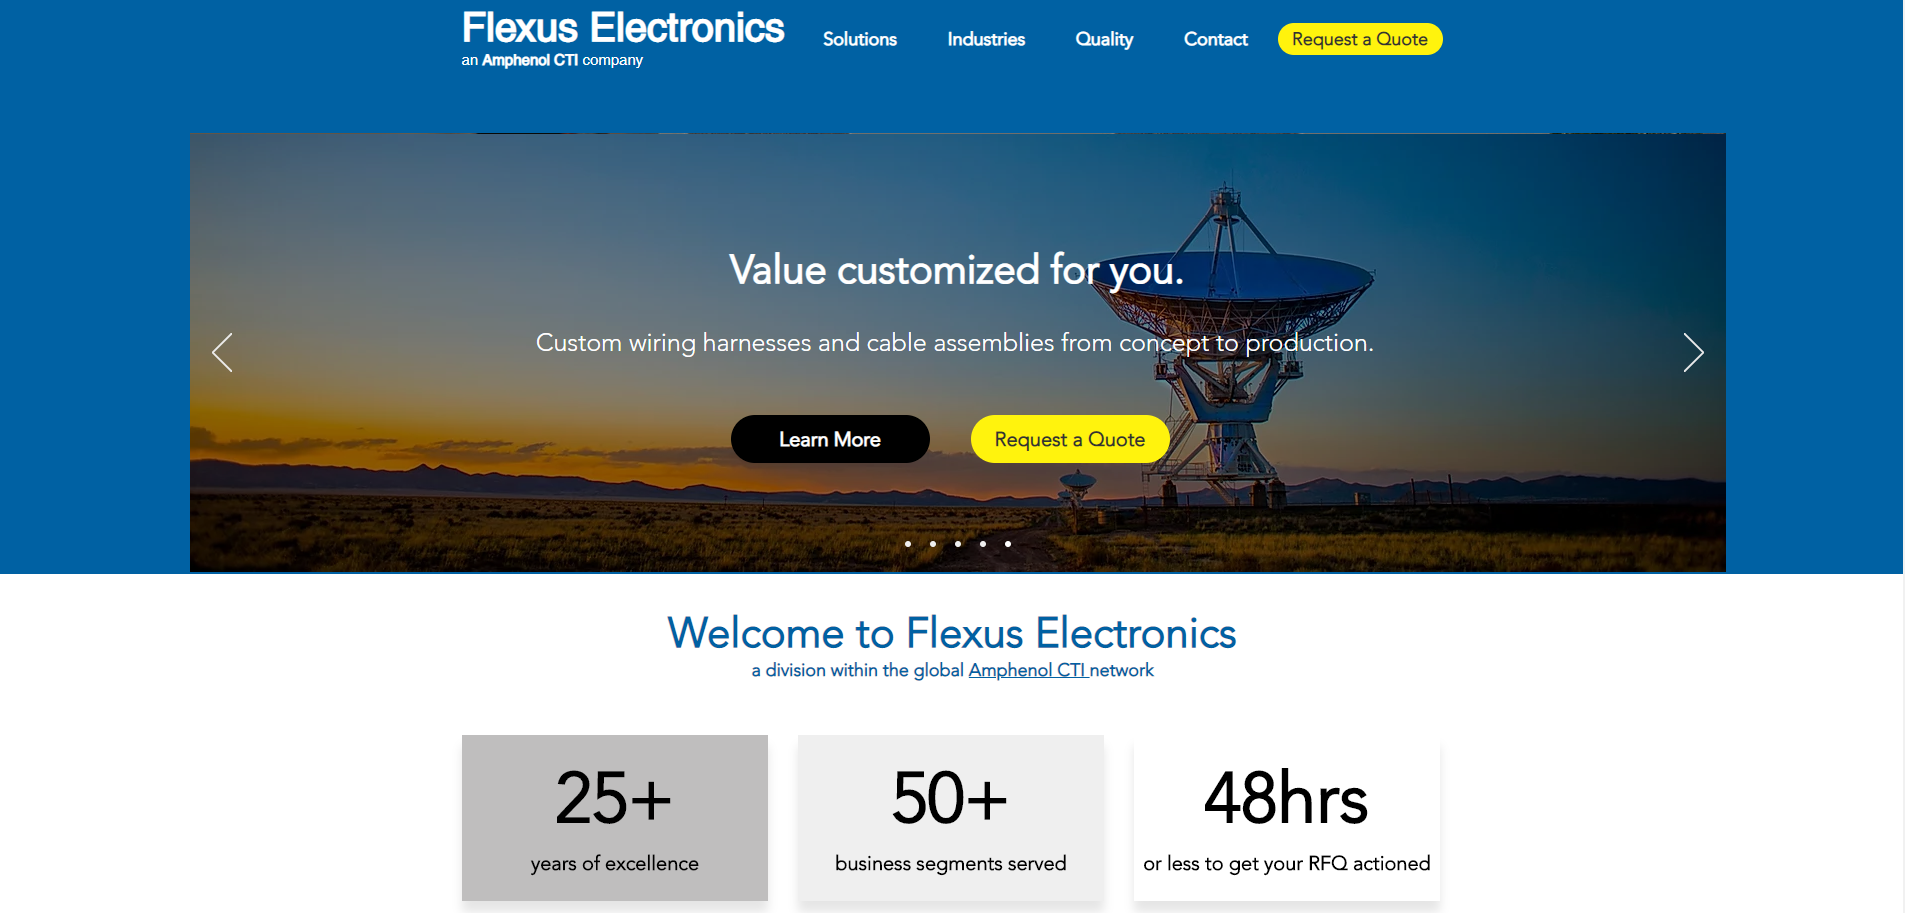 Flexus Electronics
an Amphenol CTI company
Solutions
Industries
Quality
Contact
Request a Quote
Value customized for you.
Custom wiring harnesses and cable assemblies from concept to production.
Learn More
Request a Quote
Welcome to Flexus Electronics
a division within the global Amphenol CTI network
25+
years of excellence
50+
business segments served
48hrs
or less to get your RFQ actioned